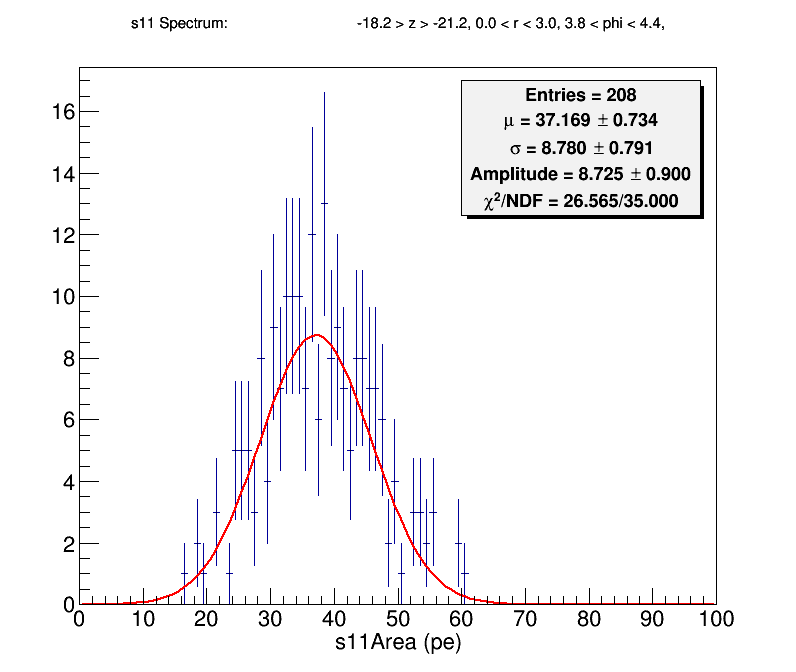 s11 Spectrum: -18.2 > z > -21.2, 0.0 < r < 3.0, 3.8 < phi < 4.4,
Entries = 208
μ = 37.169 ± 0.734
σ = 8.780 ± 0.791
Amplitude = 8.725 ± 0.900
χ²/NDF = 26.565/35.000
16
14
12
10
8
6
4
2
0
0 10 20 30 40 50 60 70 80 90 100
s11Area (pe)